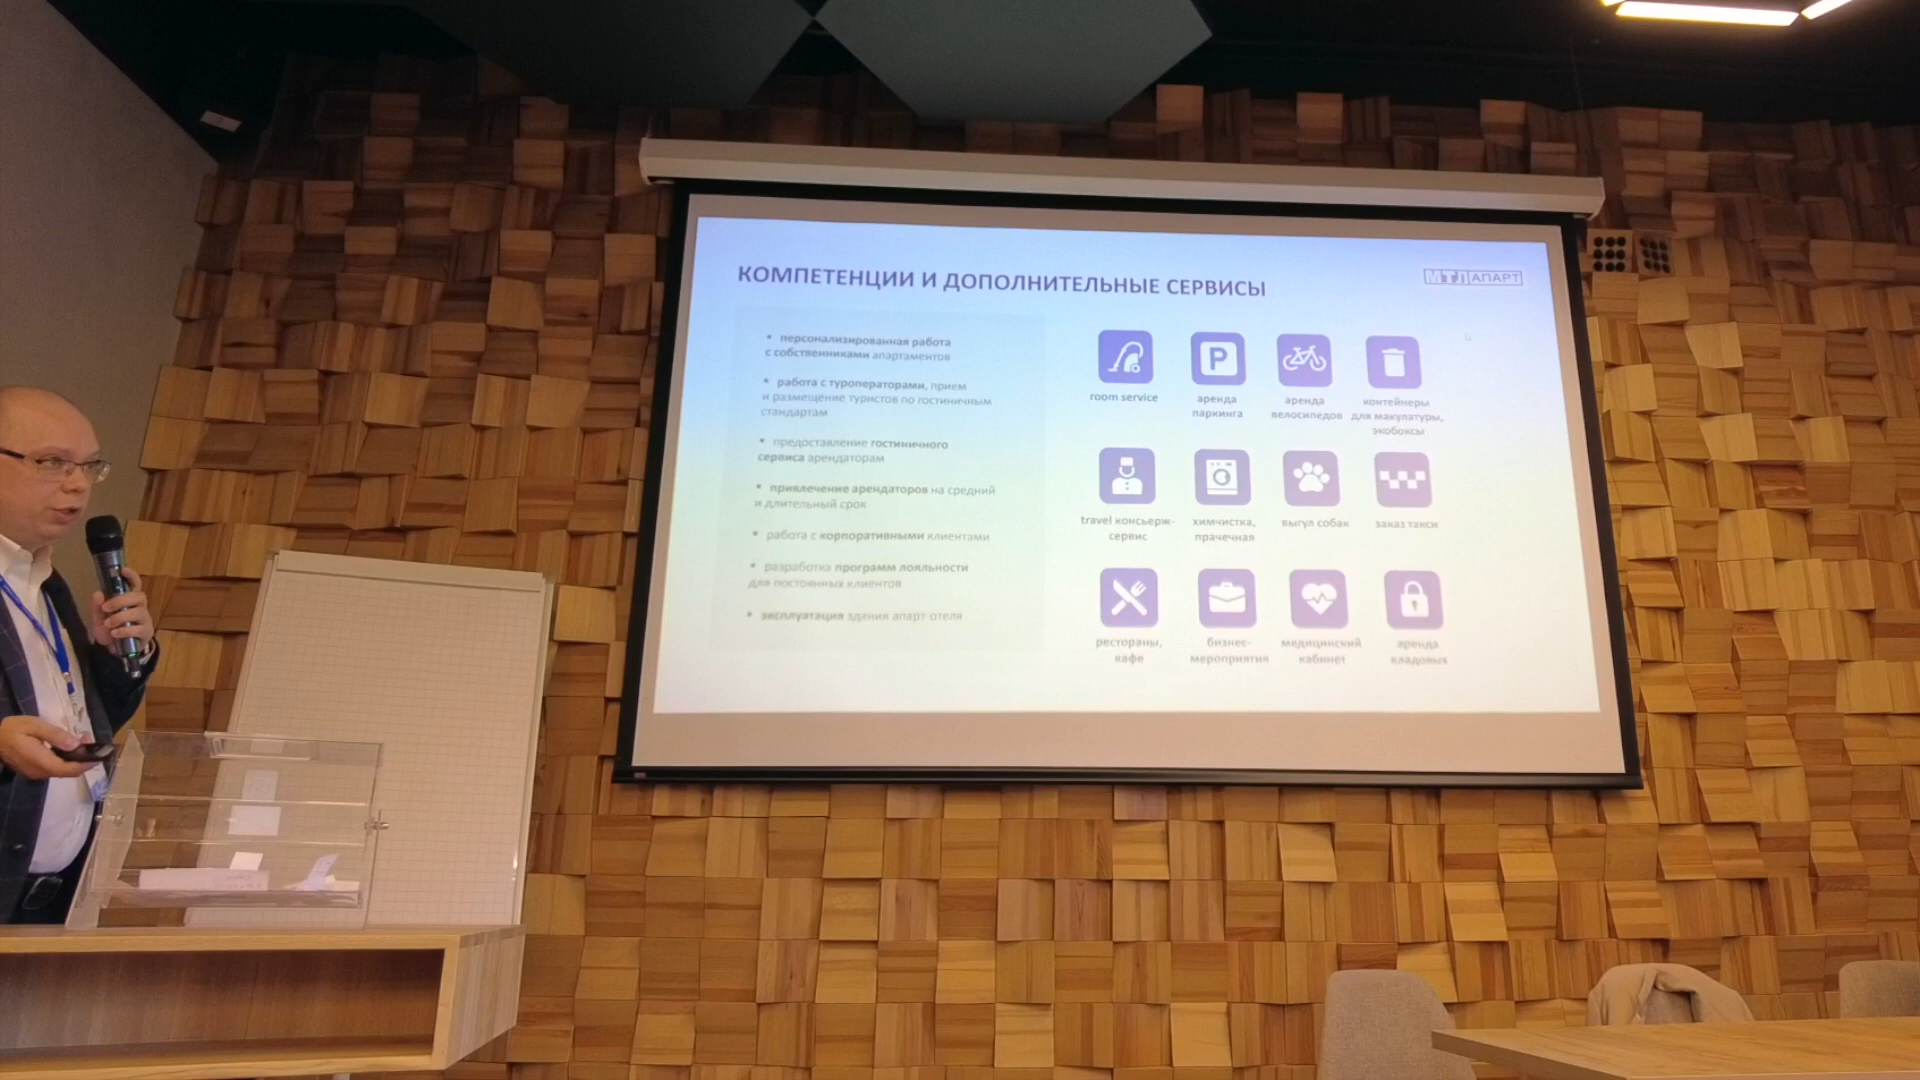 КОМПЕТЕНЦИИ И ДОПОЛНИТЕЛЬНЫЕ СЕРВИСЫ
МТЛ АПАРТ
• персонализированная работа
с собственниками апартаментов
• работа с туроператорами, прием
и размещение туристов по гостиничным
стандартам
• предоставление гостиничного
сервиса арендаторам
• привлечение арендаторов на средний
и длительный срок
• работа с корпоративными клиентами
• разработка программ лояльности
для постоянных клиентов
• эксплуатация здания апарт-отеля
room service
P
аренда
паркинга
аренда
велосипедов
контейнеры
для макулатуры,
экобоксы
travel консьерж-
сервис
химчистка,
прачечная
выгул собак
заказ такси
рестораны,
кафе
бизнес-
мероприятия
медицинский
кабинет
аренда
кладовых